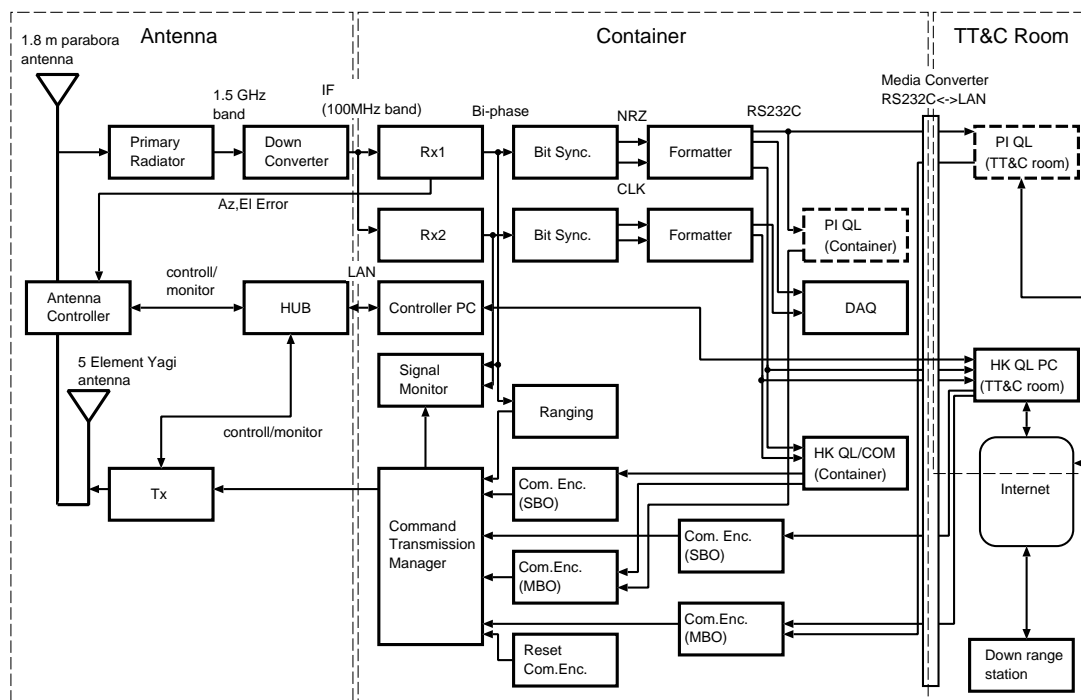 Antenna
Container
TT&C Room
1.8 m parabora
antenna
1.5 GHz
band
IF
(100MHz band)
Bi-phase
NRZ
RS232C
Media Converter
RS232C<->LAN
Primary
Radiator
Down
Converter
Rx1
Bit Sync.
Formatter
PI QL
(TT&C room)
CLK
Az,El Error
Rx2
Bit Sync.
Formatter
PI QL
(Container)
controll/
monitor
LAN
Antenna
Controller
HUB
Controller PC
DAQ
5 Element Yagi
antenna
Signal
Monitor
HK QL PC
(TT&C room)
Ranging
controll/monitor
HK QL/COM
(Container)
Tx
Command
Transmission
Manager
Com. Enc.
(SBO)
Internet
Com. Enc.
(SBO)
Com.Enc.
(MBO)
Com.Enc.
(MBO)
Reset
Com.Enc.
Down range
station